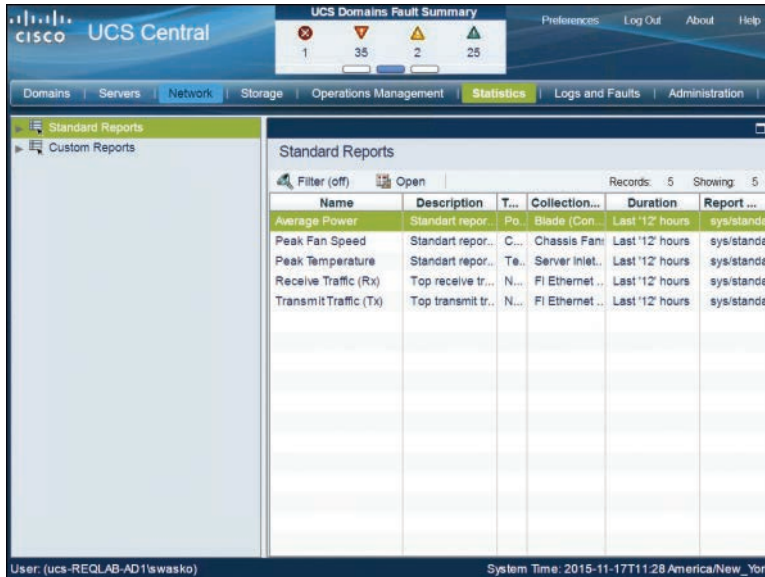 UCS Domains Fault Summary
Preferences Log Out About Help
CISCO UCS Central
1 35 2 25
Domains | Servers | Network | Storage | Operations Management | Statistics | Logs and Faults | Administration |
Standard Reports
Custom Reports
Standard Reports
Filter (off) Open Records: 5 Showing: 5
Name Description T... Collection... Duration Report ...
Average Power Standart repor.. Po.. Blade (Con... Last '12' hours sys/standa
Peak Fan Speed Standart repor.. C... Chassis Fans Last '12' hours sys/standa
Peak Temperature Standart repor.. Te.. Server Inlet.. Last '12' hours sys/standa
Receive Traffic (Rx) Top receive tr... N... FI Ethernet .. Last '12' hours sys/standa
Transmit Traffic (Tx) Top transmit tr... N... FI Ethernet .. Last '12' hours sys/standa
User: (ucs-REQLAB-AD1\swasko) System Time: 2015-11-17T11:28 America/New_Yor